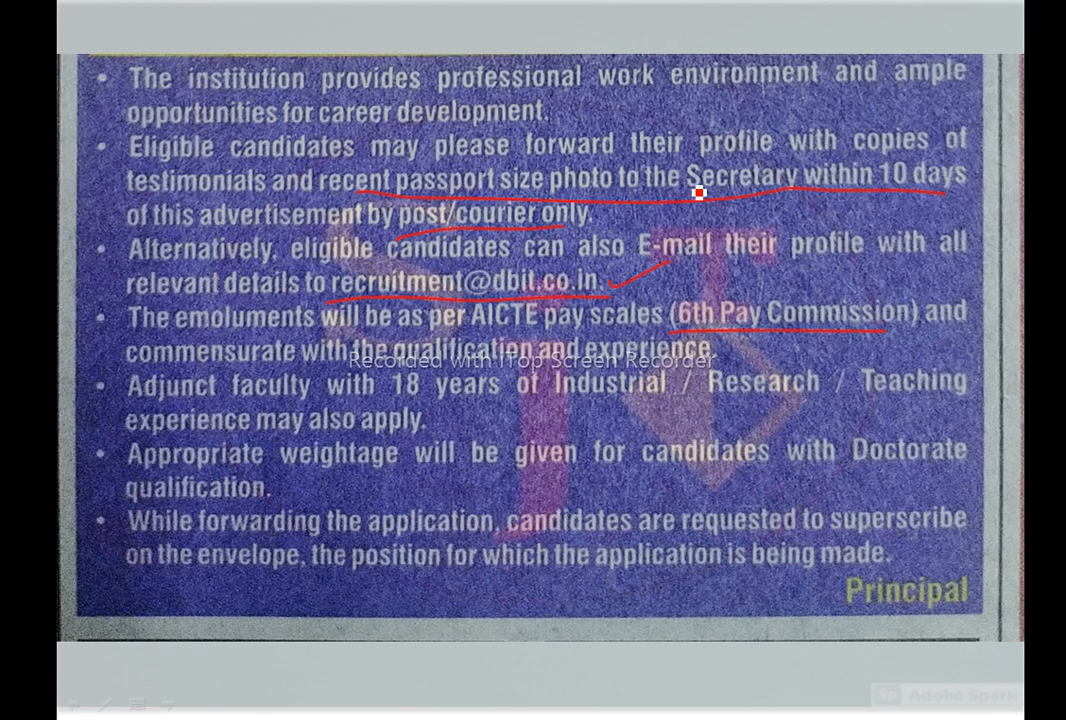 • The institution provides professional work environment and ample
opportunities for career development.
• Eligible candidates may please forward their profile with copies of
testimonials and recent passport size photo to the Secretary within 10 days
of this advertisement by post/courier only.
• Alternatively, eligible candidates can also E-mail their profile with all
relevant details to recruitment@dbit.co.in.
• The emoluments will be as per AICTE pay scales (6th Pay Commission) and
commensurate with the qualification and experience.
Recorded with iTop Screen Recorder
• Adjunct faculty with 18 years of Industrial / Research / Teaching
experience may also apply.
• Appropriate weightage will be given for candidates with Doctorate
qualification.
• While forwarding the application, candidates are requested to superscribe
on the envelope, the position for which the application is being made.
Principal
Sp Adobe Spark